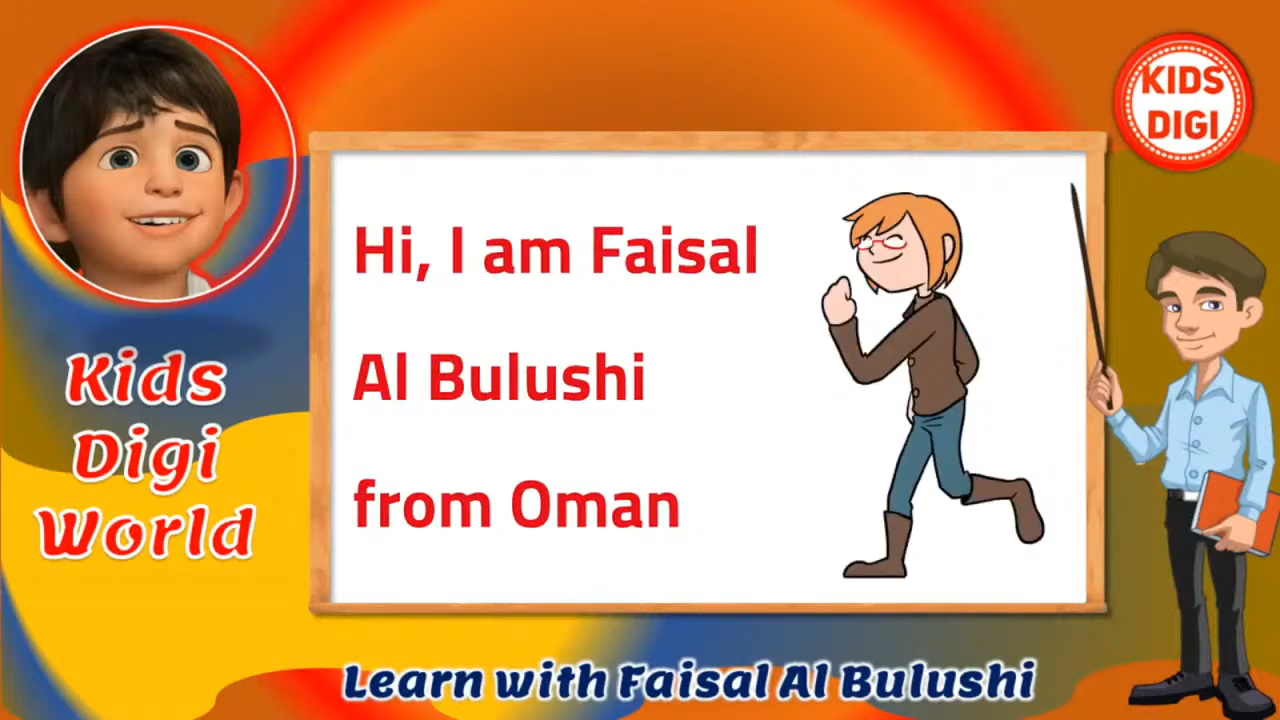 KIDS
DIGI
Hi, I am Faisal
Al Bulushi
from Oman
Kids
Digi
World
Learn with Faisal Al Bulushi